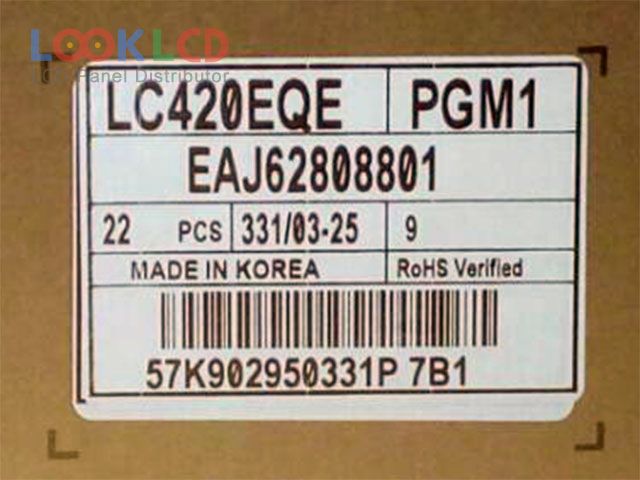 LOOKLCD
Panel Distributor
LC420EQE PGM1
EAJ62808801
22 PCS 331/03-25 9
MADE IN KOREA RoHS Verified
57K902950331P 7B1